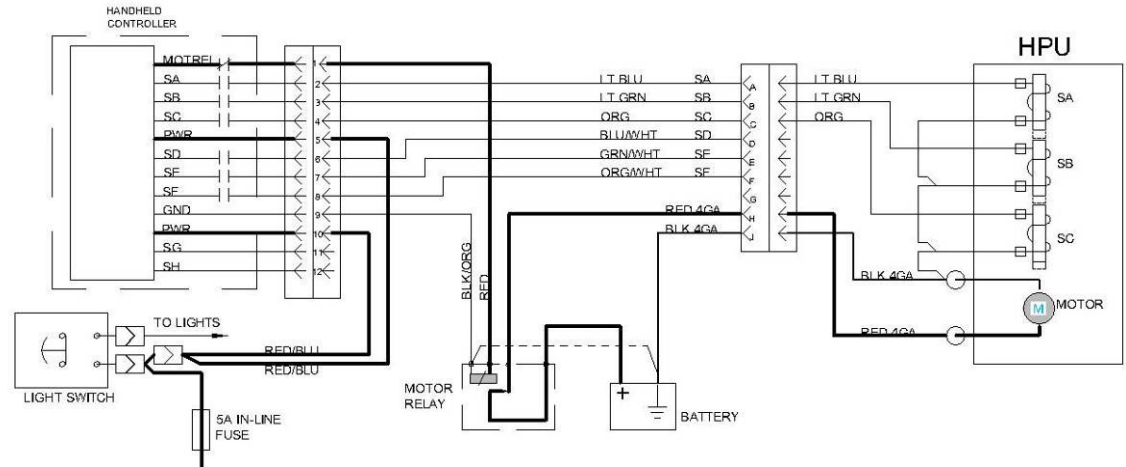 HANDHELD
CONTROLLER
HPU
MOTREL
1
SA
2
LT BLU
SA
A
LT BLU
SB
3
LT GRN
SB
B
LT GRN
SC
4
ORG
SC
C
ORG
PWR
5
BLU/WHT
SD
D
SD
6
GRN/WHT
SE
E
SE
7
ORG/WHT
SF
F
SF
8
G
GND
9
RED 4GA
H
PWR
10
BLK 4GA
J
SG
11
SH
12
SA
SB
SC
BLK/ORG
RED
BLK 4GA
M
MOTOR
RED 4GA
TO LIGHTS
RED/BLU
RED/BLU
LIGHT SWITCH
MOTOR
RELAY
+
BATTERY
5A IN-LINE
FUSE